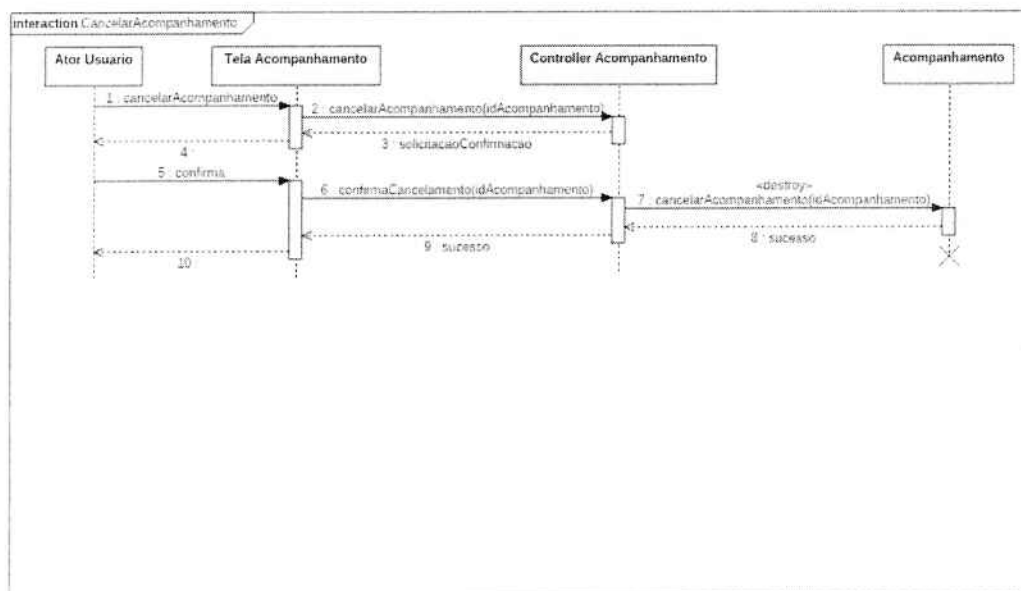 interaction CancelarAcompanhamento
Ator Usuario
Tela Acompanhamento
Controller Acompanhamento
Acompanhamento
1 : cancelarAcompanhamento
2 : cancelarAcompanhamento(idAcompanhamento)
3 : solicitacaoConfirmacao
4 :
5 : confirma
6 : confirmaCancelamento(idAcompanhamento)
«destroy»
7 : cancelarAcompanhamento(idAcompanhamento)
8 : sucesso
9 : sucesso
10